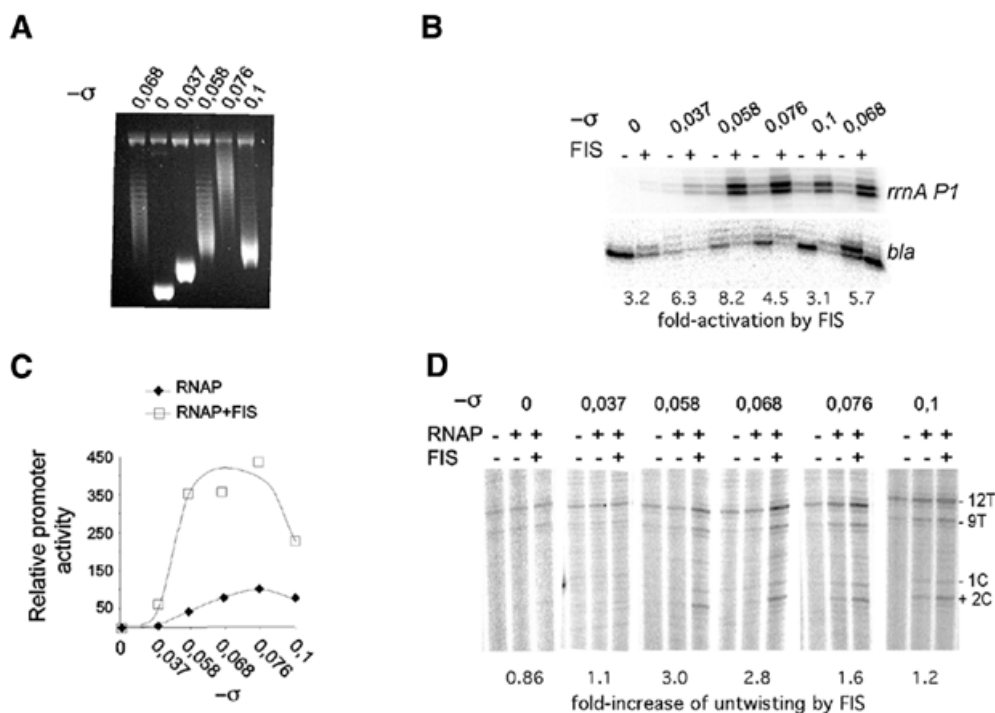 A
−σ 0,068 0 0,037 0,058 0,076 0,1
B
−σ 0 0,037 0,058 0,076 0,1 0,068
FIS - + - + - + - + - + - +
rrnA P1
bla
3.2 6.3 8.2 4.5 3.1 5.7
fold-activation by FIS
C
RNAP
RNAP+FIS
Relative promoter activity
450
350
250
100
50
0 0,037 0,058 0,068 0,076 0,1
−σ
D
−σ 0 0,037 0,058 0,068 0,076 0,1
RNAP - + + - + + - + + - + + - + + - + +
FIS - - + - - + - - + - - + - - + - - +
- 12T
- 9T
- 1C
+ 2C
0.86 1.1 3.0 2.8 1.6 1.2
fold-increase of untwisting by FIS